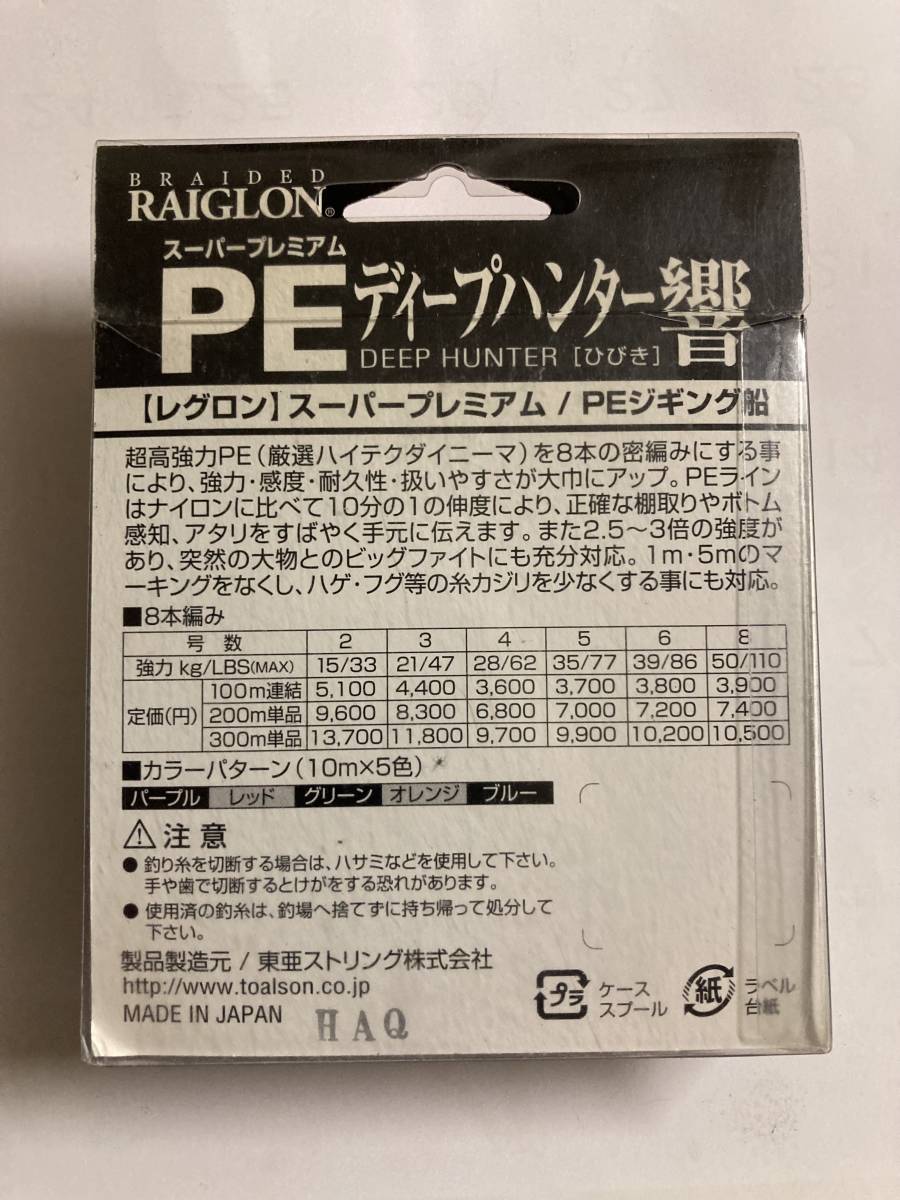 BRAIDED
RAIGLON®
スーパープレミアム
PE ディープハンター 響
DEEP HUNTER [ひびき]
【レグロン】スーパープレミアム / PEジギング船
超高強力PE(厳選ハイテクダイニーマ)を8本の密編みにする事
により、強力・感度・耐久性・扱いやすさが大巾にアップ。PEライン
はナイロンに比べて10分の1の伸度により、正確な棚取りやボトム
感知、アタリをすばやく手元に伝えます。また2.5〜3倍の強度が
あり、突然の大物とのビッグファイトにも充分対応。1m・5mのマ
ーキングをなくし、ハゲ・フグ等の糸カジリを少なくする事にも対応。
■8本編み
号 数 2 3 4 5 6 8
強力 kg/LBS(MAX) 15/33 21/47 28/62 35/77 39/86 50/110
定価(円) 100m連結 5,100 4,400 3,600 3,700 3,800 3,900
200m単品 9,600 8,300 6,800 7,000 7,200 7,400
300m単品 13,700 11,800 9,700 9,900 10,200 10,500
■カラーパターン(10m×5色)
パープル レッド グリーン オレンジ ブルー
⚠注意
● 釣り糸を切断する場合は、ハサミなどを使用して下さい。
手や歯で切断するとけがをする恐れがあります。
● 使用済の釣糸は、釣場へ捨てずに持ち帰って処分して
下さい。
製品製造元 / 東亜ストリング株式会社
http://www.toalson.co.jp
MADE IN JAPAN
HAQ
プラ ケース
スプール
紙 ラベル
台紙